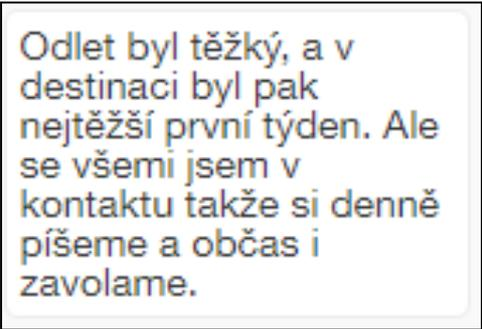 Odlet byl těžký, a v
destinaci byl pak
nejtěžší první týden. Ale
se všemi jsem v
kontaktu takže si denně
píšeme a občas i
zavolame.